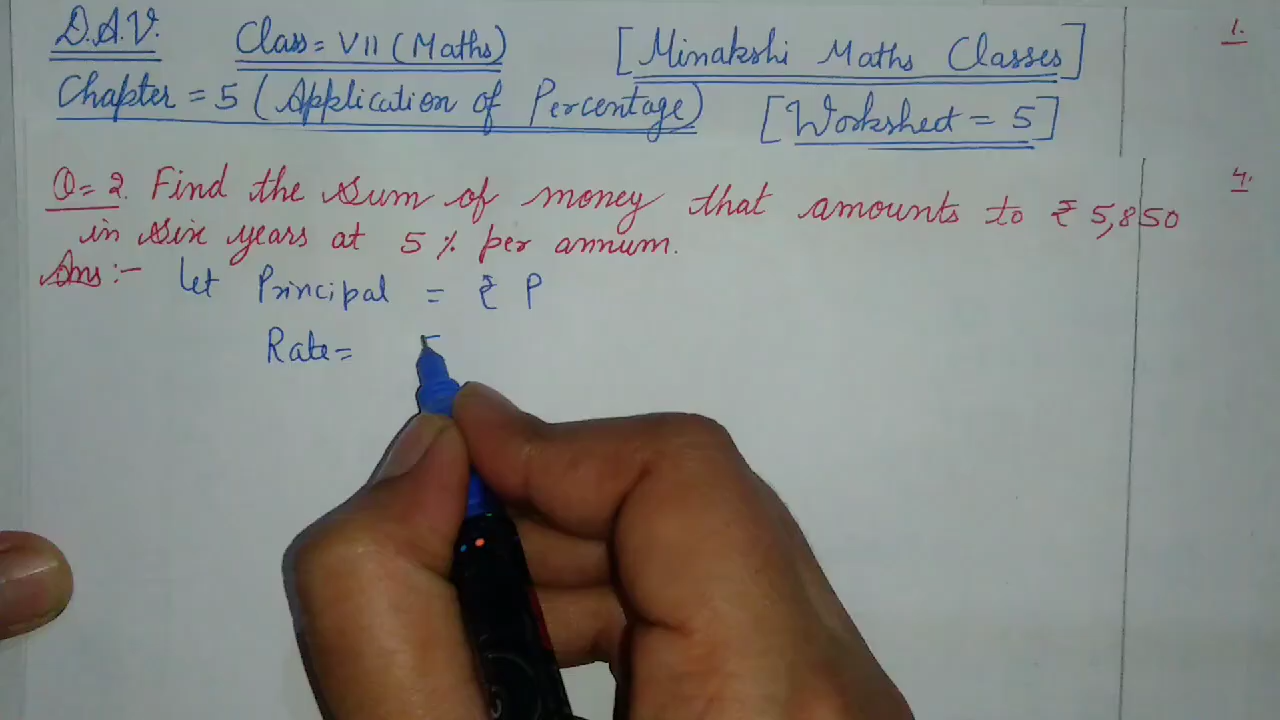 D.A.V. Class = VII (Maths) [Minakshi Maths Classes]
Chapter = 5 (Application of Percentage) [Worksheet = 5]
Q=2. Find the Sum of money that amounts to ₹ 5,850
in six years at 5 % per annum.
Ans :- let Principal = ₹ P
Rate = 5
1.
4.